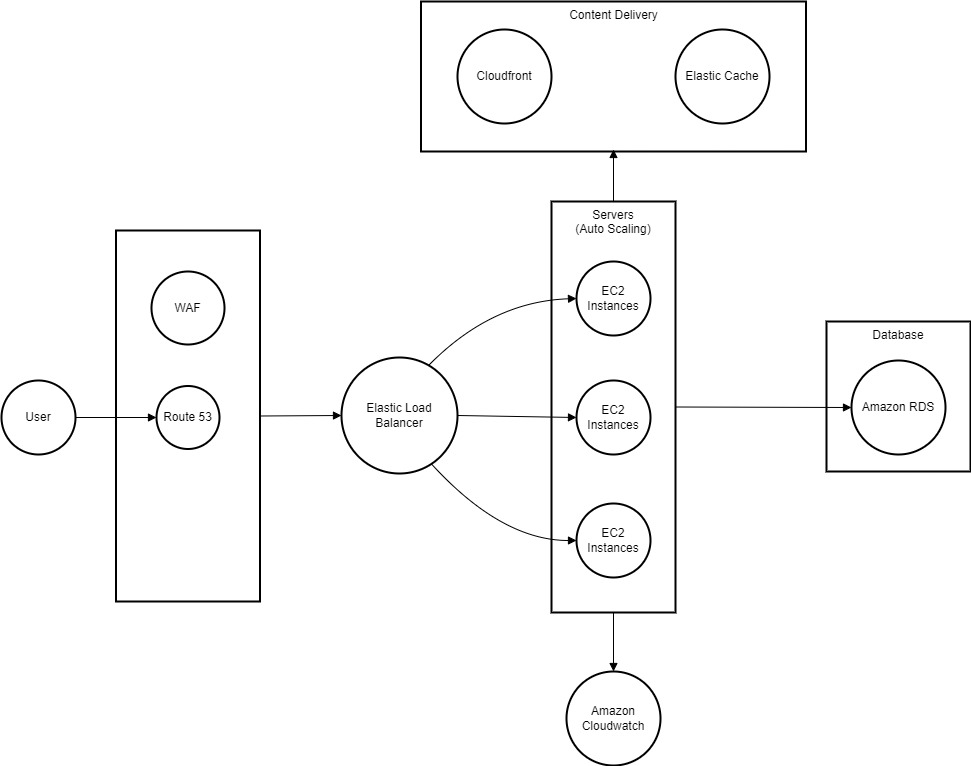 Content Delivery
Cloudfront
Elastic Cache
Servers
(Auto Scaling)
WAF
EC2
Instances
User
Route 53
Elastic Load
Balancer
EC2
Instances
Database
Amazon RDS
EC2
Instances
Amazon
Cloudwatch